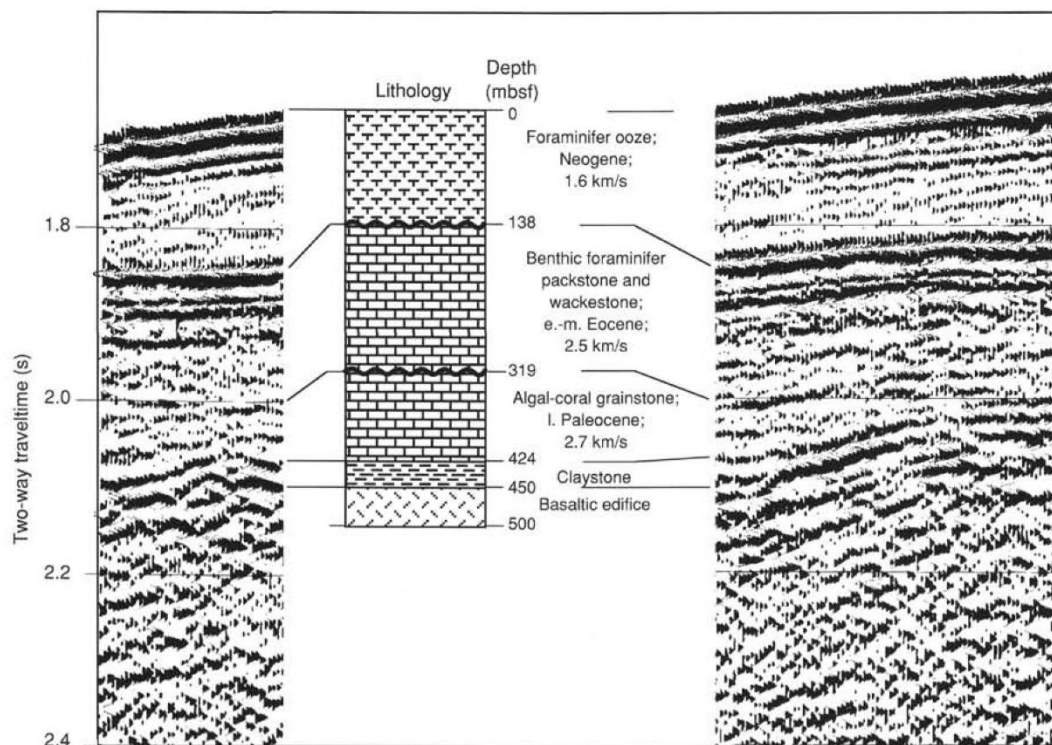 Lithology
Depth
(mbsf)
0
Foraminifer ooze;
Neogene;
1.6 km/s
1.8
138
Benthic foraminifer
packstone and
wackestone;
e.-m. Eocene;
2.5 km/s
319
2.0
Algal-coral grainstone;
l. Paleocene;
2.7 km/s
424
Claystone
450
Basaltic edifice
500
2.2
2.4
Two-way traveltime (s)